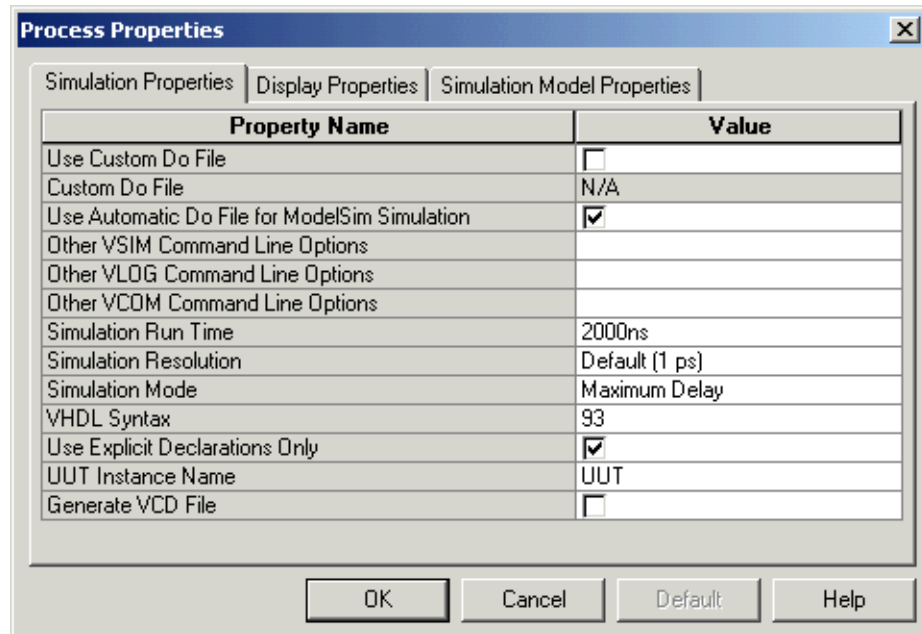 Process Properties
Simulation Properties Display Properties Simulation Model Properties
Property Name Value
Use Custom Do File
Custom Do File N/A
Use Automatic Do File for ModelSim Simulation
Other VSIM Command Line Options
Other VLOG Command Line Options
Other VCOM Command Line Options
Simulation Run Time 2000ns
Simulation Resolution Default (1 ps)
Simulation Mode Maximum Delay
VHDL Syntax 93
Use Explicit Declarations Only
UUT Instance Name UUT
Generate VCD File
OK Cancel Default Help